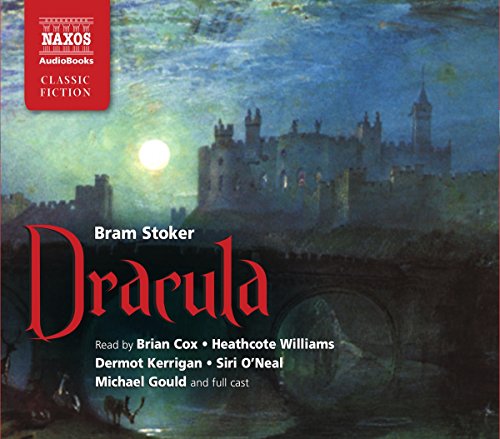 NAXOS
AudioBooks
CLASSIC
FICTION
Bram Stoker
Dracula
Read by Brian Cox • Heathcote Williams
Dermot Kerrigan • Siri O'Neal
Michael Gould and full cast